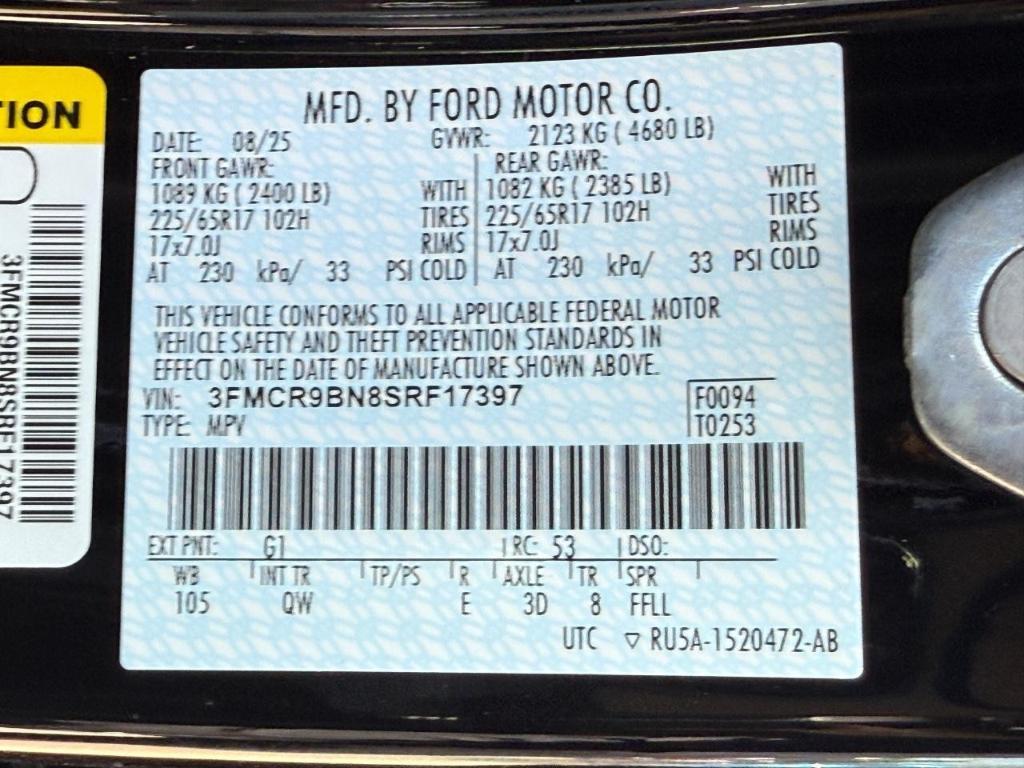 TION
3FMCR9BN8SRF17397
MFD. BY FORD MOTOR CO.
DATE: 08/25 GVWR: 2123 KG ( 4680 LB)
FRONT GAWR: REAR GAWR:
1089 KG ( 2400 LB) WITH 1082 KG ( 2385 LB) WITH
225/65R17 102H TIRES 225/65R17 102H TIRES
17x7.0J RIMS 17x7.0J RIMS
AT 230 kPa/ 33 PSI COLD AT 230 kPa/ 33 PSI COLD
THIS VEHICLE CONFORMS TO ALL APPLICABLE FEDERAL MOTOR
VEHICLE SAFETY AND THEFT PREVENTION STANDARDS IN
EFFECT ON THE DATE OF MANUFACTURE SHOWN ABOVE.
VIN: 3FMCR9BN8SRF17397 F0094
TYPE: MPV T0253
EXT PNT: G1 RC: 53 DSO:
WB INT TR TP/PS R AXLE TR SPR
105 QW E 3D 8 FFLL
UTC ▽ RU5A-1520472-AB